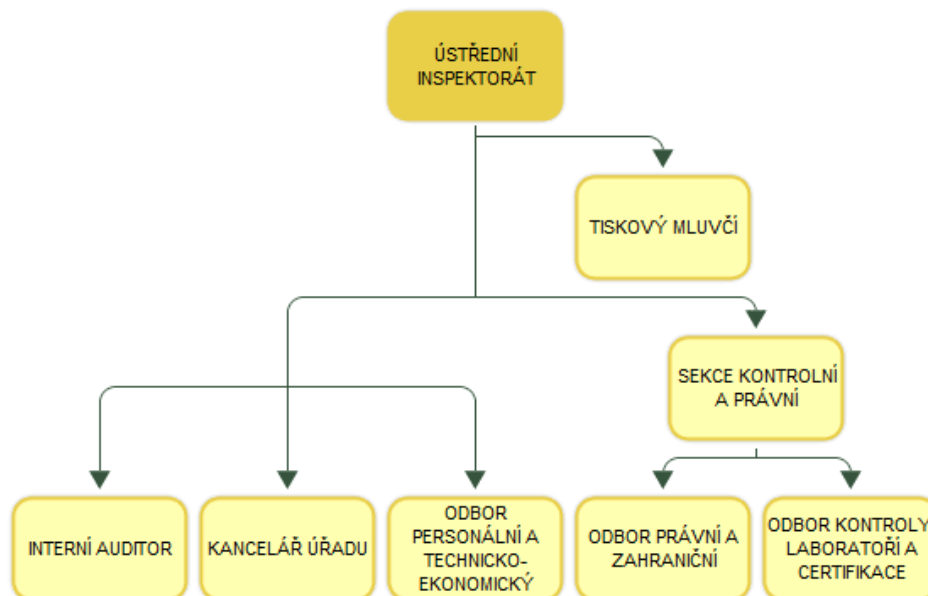 ÚSTŘEDNÍ
INSPEKTORÁT
TISKOVÝ MLUVČÍ
SEKCE KONTROLNÍ
A PRÁVNÍ
INTERNÍ AUDITOR
KANCELÁŘ ÚŘADU
ODBOR
PERSONÁLNÍ A
TECHNICKO-
EKONOMICKÝ
ODBOR PRÁVNÍ A
ZAHRANIČNÍ
ODBOR KONTROLY,
LABORATOŘÍ A
CERTIFIKACE